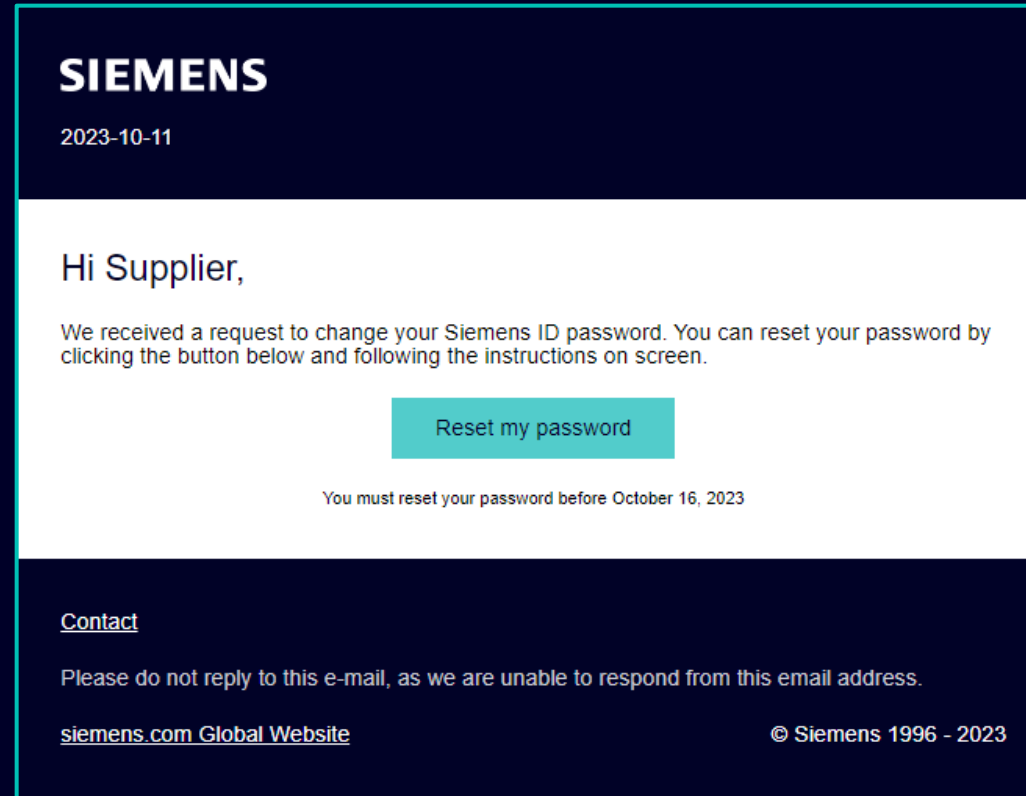 SIEMENS
2023-10-11
Hi Supplier,
We received a request to change your Siemens ID password. You can reset your password by
clicking the button below and following the instructions on screen.
Reset my password
You must reset your password before October 16, 2023
Contact
Please do not reply to this e-mail, as we are unable to respond from this email address.
siemens.com Global Website
© Siemens 1996 - 2023